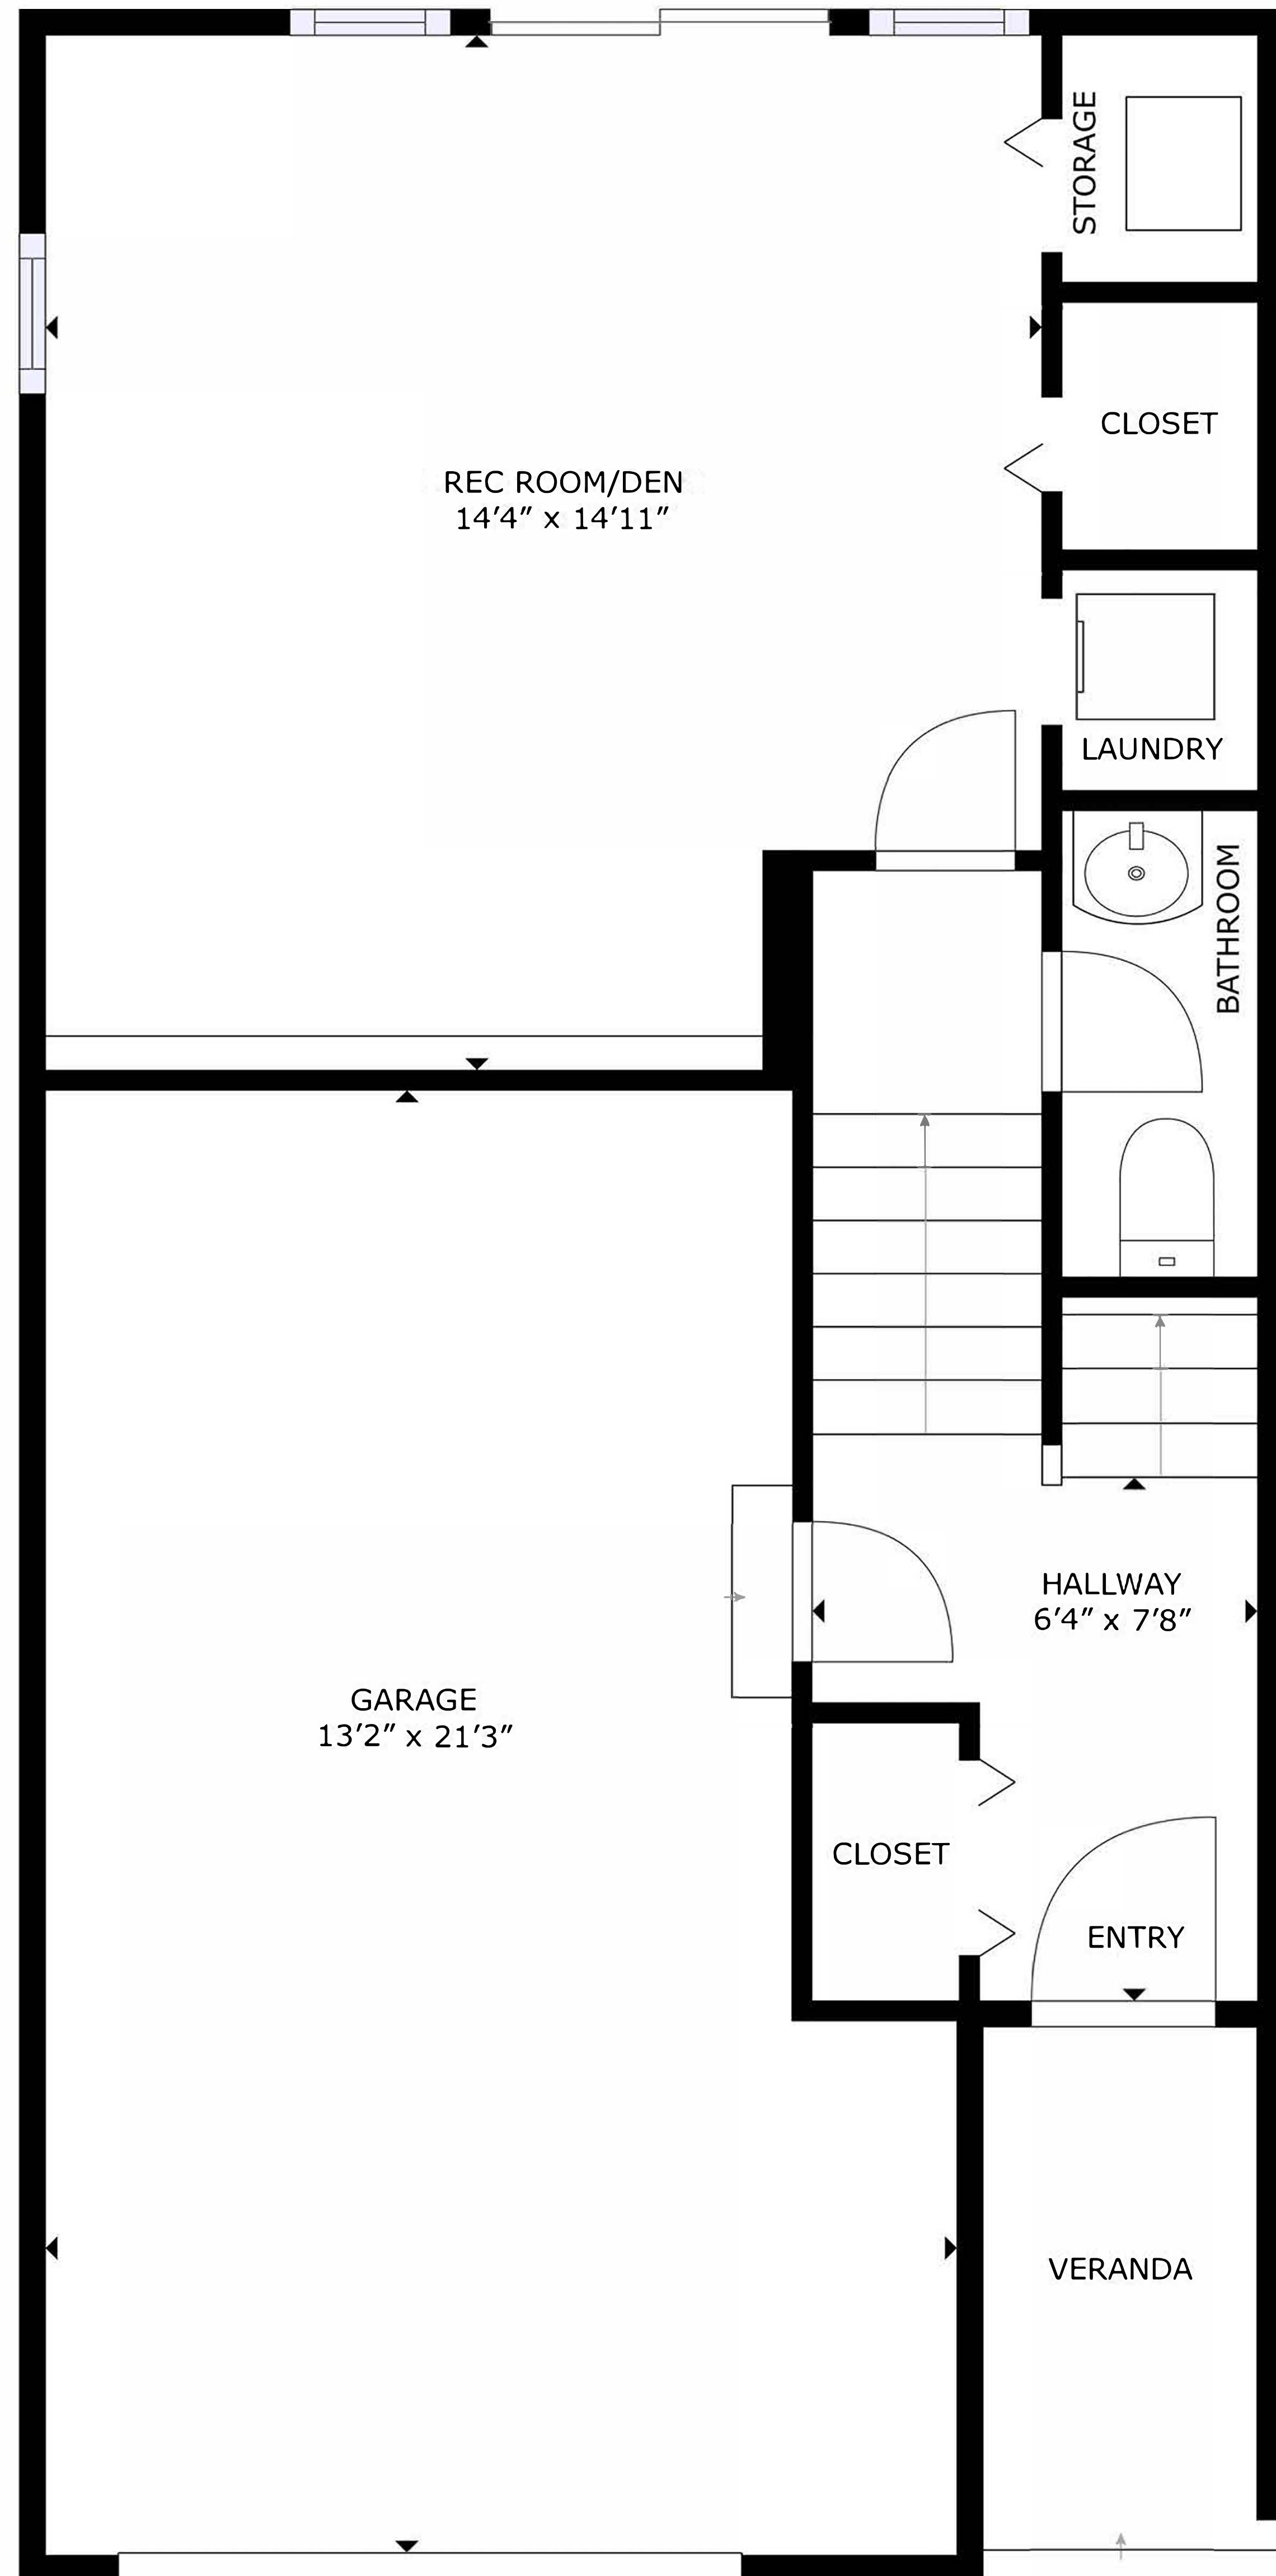 STORAGE
CLOSET
REC ROOM/DEN
14'4" x 14'11"
LAUNDRY
BATHROOM
HALLWAY
6'4" x 7'8"
GARAGE
13'2" x 21'3"
CLOSET
ENTRY
VERANDA